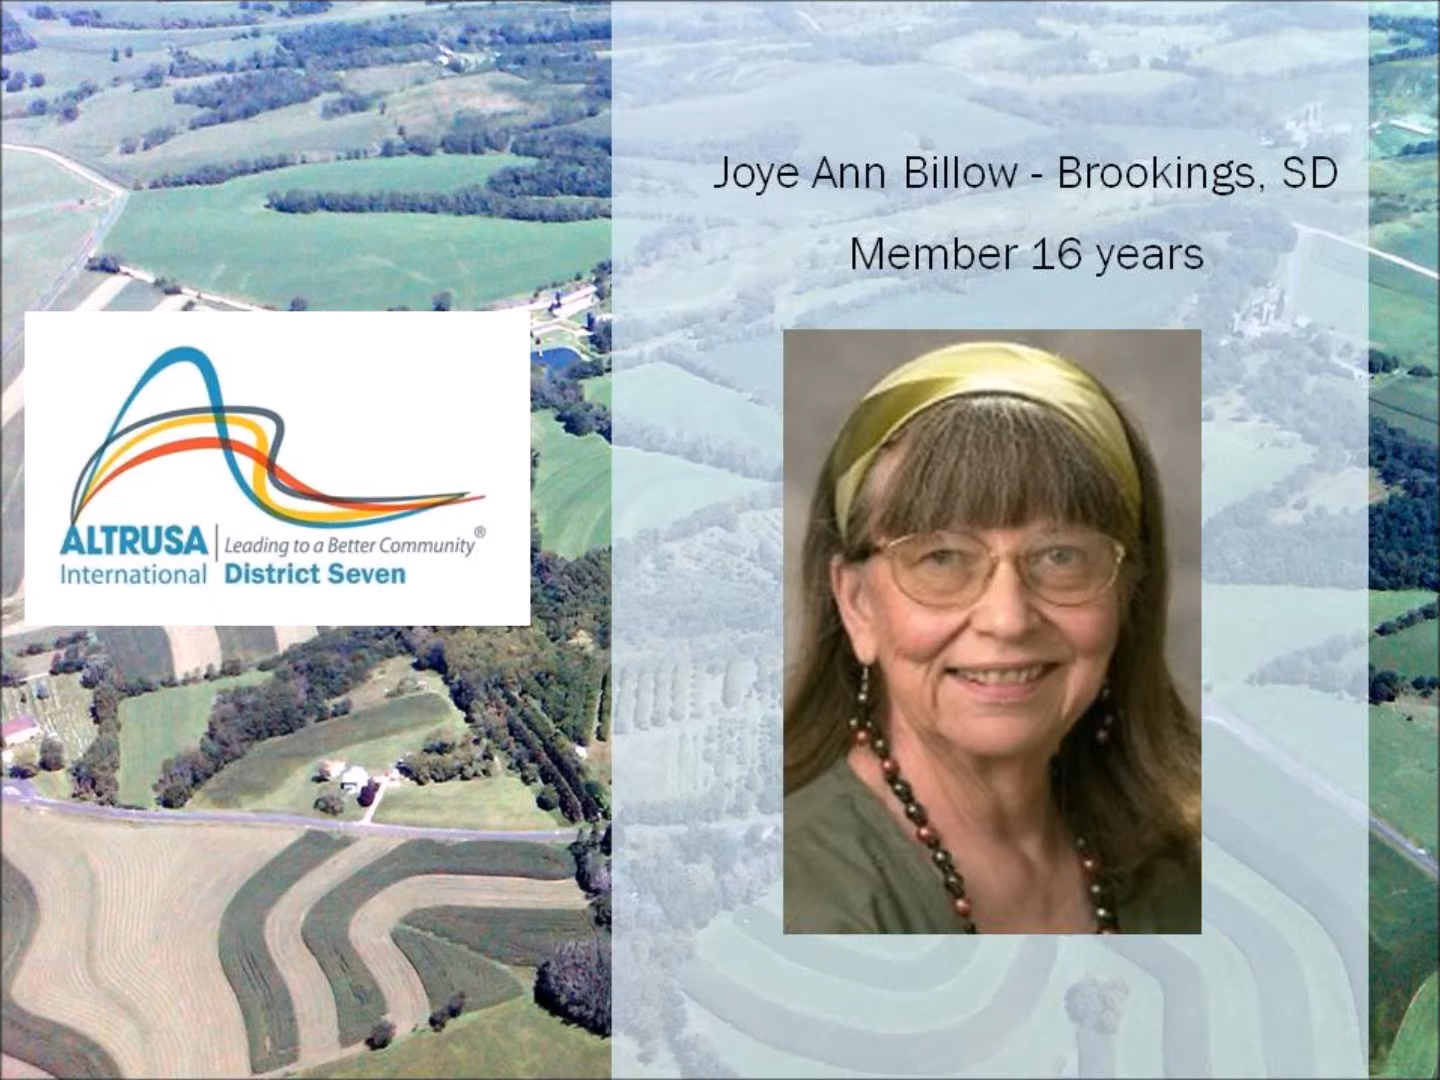 Joye Ann Billow - Brookings, SD
Member 16 years
ALTRUSA | Leading to a Better Community®
International District Seven